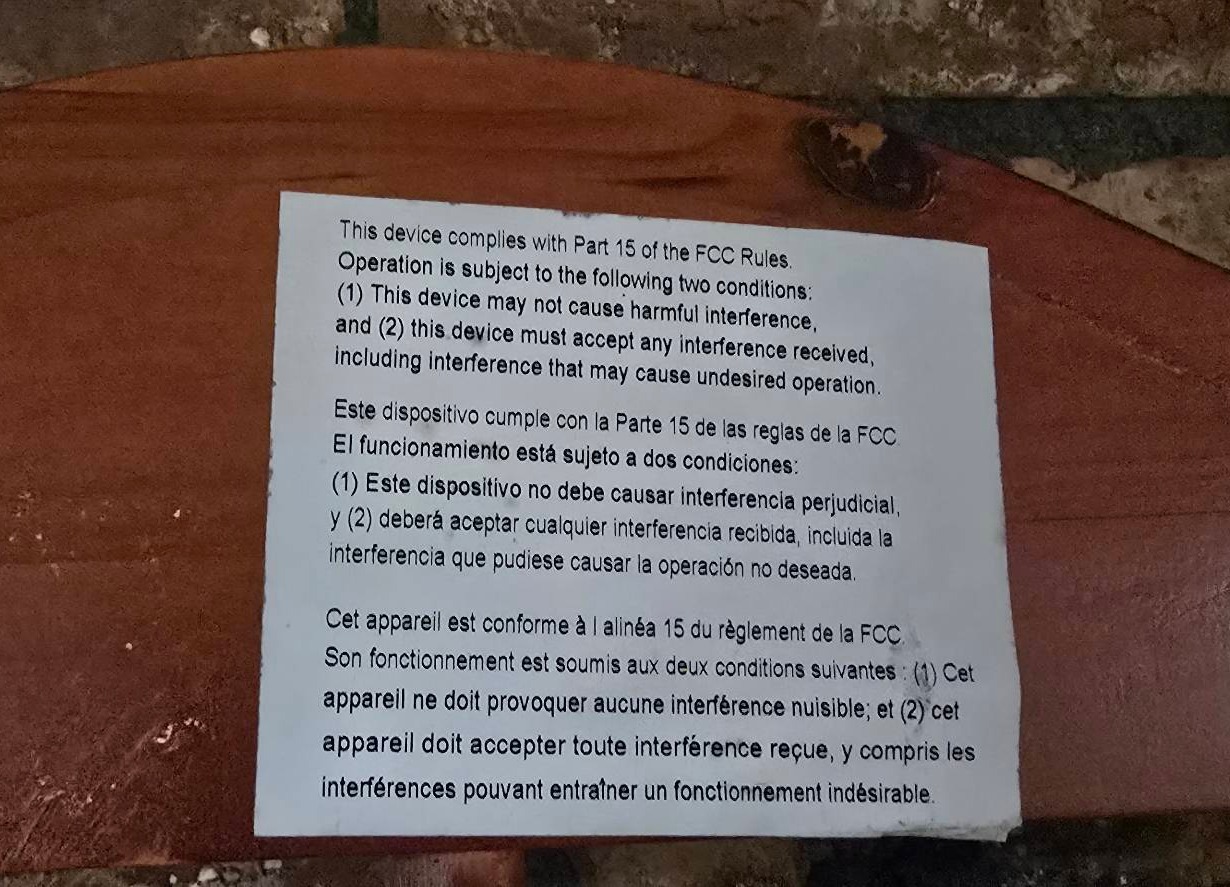 This device complies with Part 15 of the FCC Rules.
Operation is subject to the following two conditions:
(1) This device may not cause harmful interference,
and (2) this device must accept any interference received,
including interference that may cause undesired operation.
Este dispositivo cumple con la Parte 15 de las reglas de la FCC.
El funcionamiento está sujeto a dos condiciones:
(1) Este dispositivo no debe causar interferencia perjudicial,
y (2) deberá aceptar cualquier interferencia recibida, incluida la
interferencia que pudiese causar la operación no deseada.
Cet appareil est conforme à l alinéa 15 du règlement de la FCC.
Son fonctionnement est soumis aux deux conditions suivantes : (1) Cet
appareil ne doit provoquer aucune interférence nuisible; et (2) cet
appareil doit accepter toute interférence reçue, y compris les
interférences pouvant entraîner un fonctionnement indésirable.